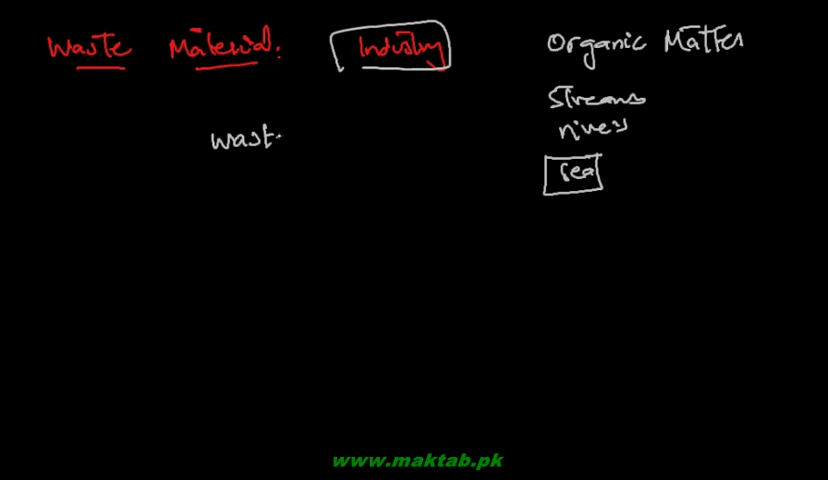 Waste Material: Industry
Organic Matter
Streams
rivers
sea
wast
www.maktab.pk